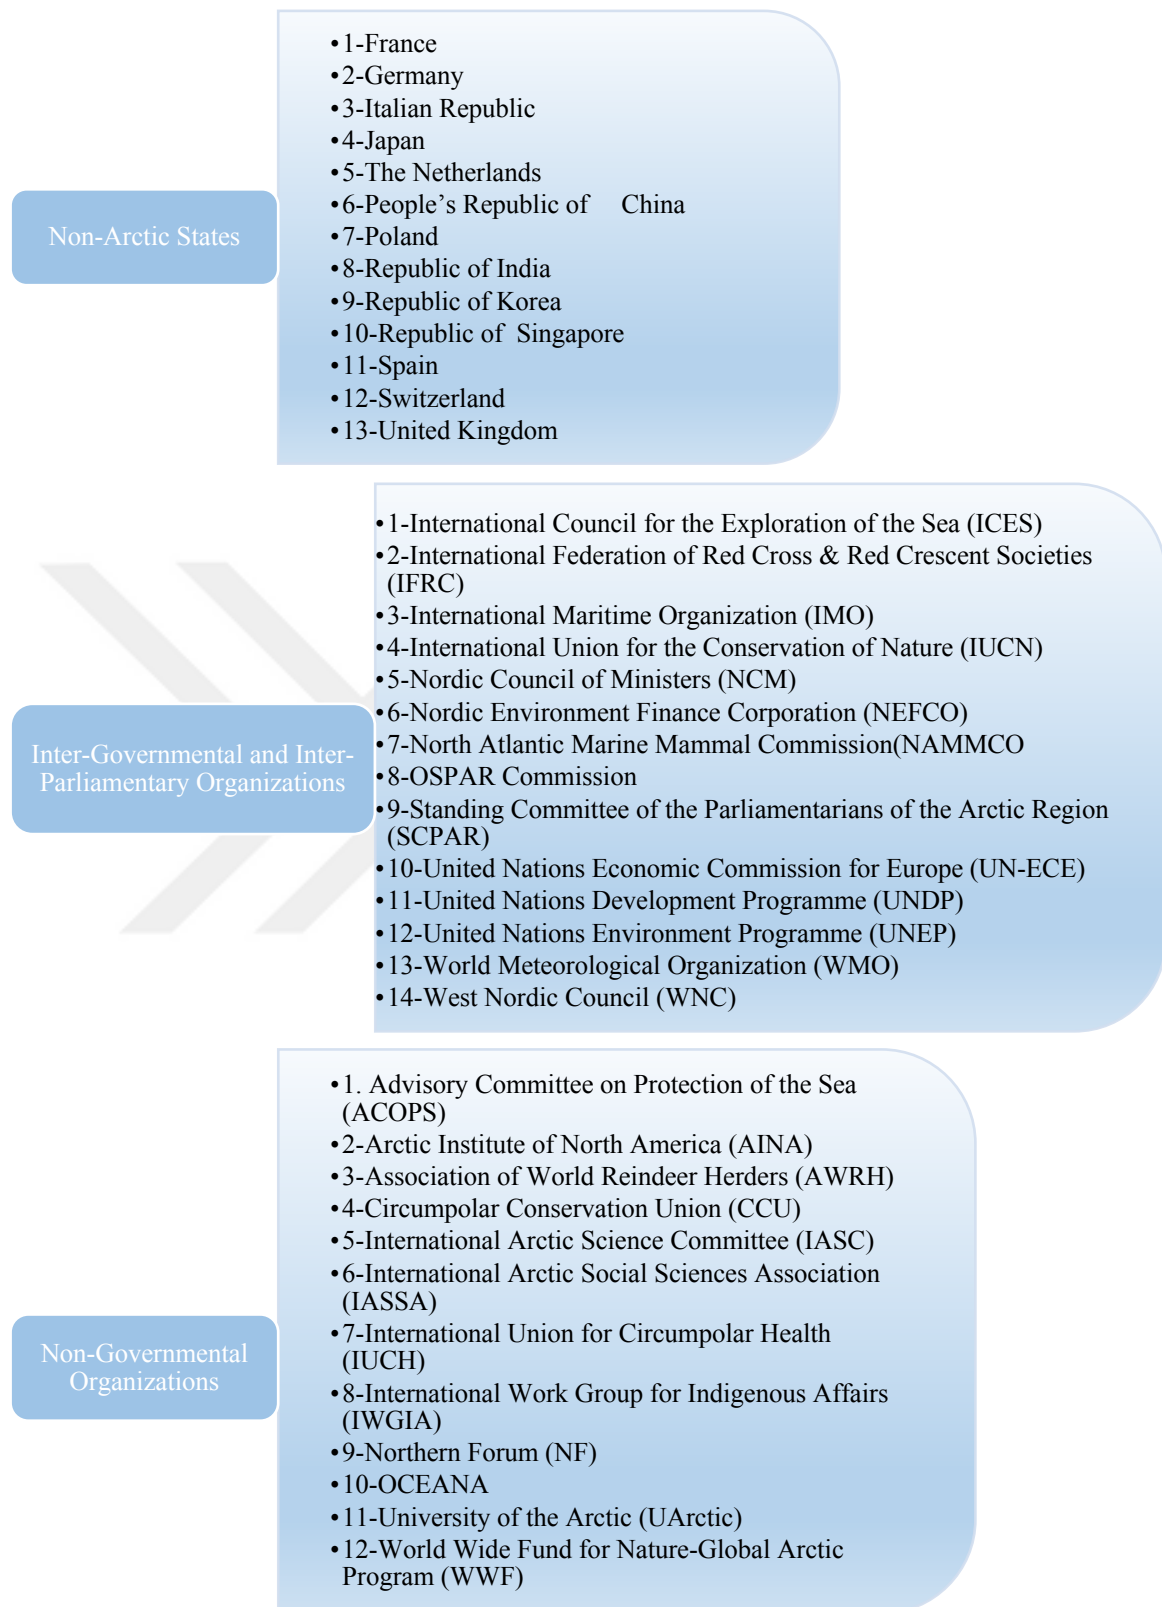 Non-Arctic States
•1-France
•2-Germany
•3-Italian Republic
•4-Japan
•5-The Netherlands
•6-People’s Republic of China
•7-Poland
•8-Republic of India
•9-Republic of Korea
•10-Republic of Singapore
•11-Spain
•12-Switzerland
•13-United Kingdom
Inter-Governmental and Inter-
Parliamentary Organizations
•1-International Council for the Exploration of the Sea (ICES)
•2-International Federation of Red Cross & Red Crescent Societies
(IFRC)
•3-International Maritime Organization (IMO)
•4-International Union for the Conservation of Nature (IUCN)
•5-Nordic Council of Ministers (NCM)
•6-Nordic Environment Finance Corporation (NEFCO)
•7-North Atlantic Marine Mammal Commission(NAMMCO
•8-OSPAR Commission
•9-Standing Committee of the Parliamentarians of the Arctic Region
(SCPAR)
•10-United Nations Economic Commission for Europe (UN-ECE)
•11-United Nations Development Programme (UNDP)
•12-United Nations Environment Programme (UNEP)
•13-World Meteorological Organization (WMO)
•14-West Nordic Council (WNC)
Non-Governmental
Organizations
•1. Advisory Committee on Protection of the Sea
(ACOPS)
•2-Arctic Institute of North America (AINA)
•3-Association of World Reindeer Herders (AWRH)
•4-Circumpolar Conservation Union (CCU)
•5-International Arctic Science Committee (IASC)
•6-International Arctic Social Sciences Association
(IASSA)
•7-International Union for Circumpolar Health
(IUCH)
•8-International Work Group for Indigenous Affairs
(IWGIA)
•9-Northern Forum (NF)
•10-OCEANA
•11-University of the Arctic (UArctic)
•12-World Wide Fund for Nature-Global Arctic
Program (WWF)